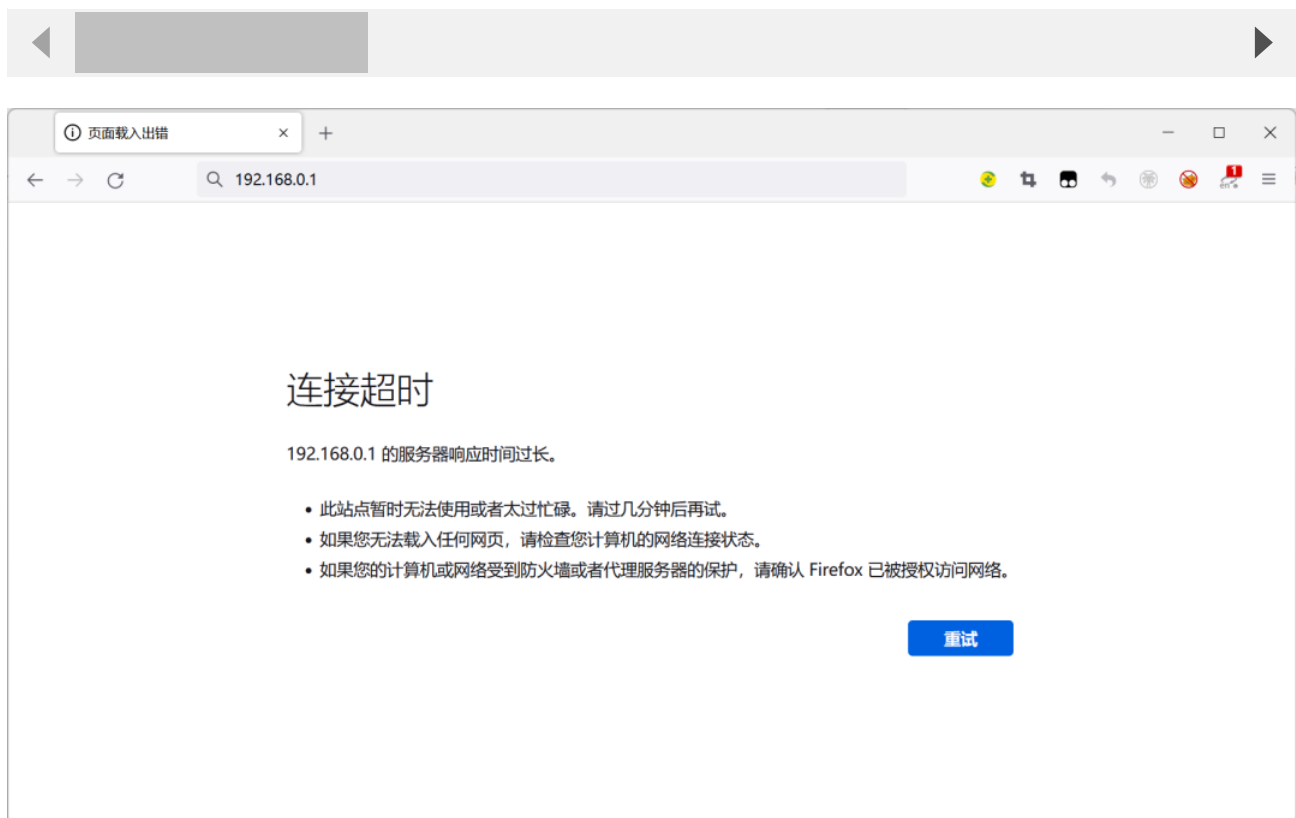 页面载入出错
192.168.0.1
1
en
连接超时
192.168.0.1 的服务器响应时间过长。
此站点暂时无法使用或者太过忙碌。请过几分钟后再试。
如果您无法载入任何网页，请检查您计算机的网络连接状态。
如果您的计算机或网络受到防火墙或者代理服务器的保护，请确认 Firefox 已被授权访问网络。
重试